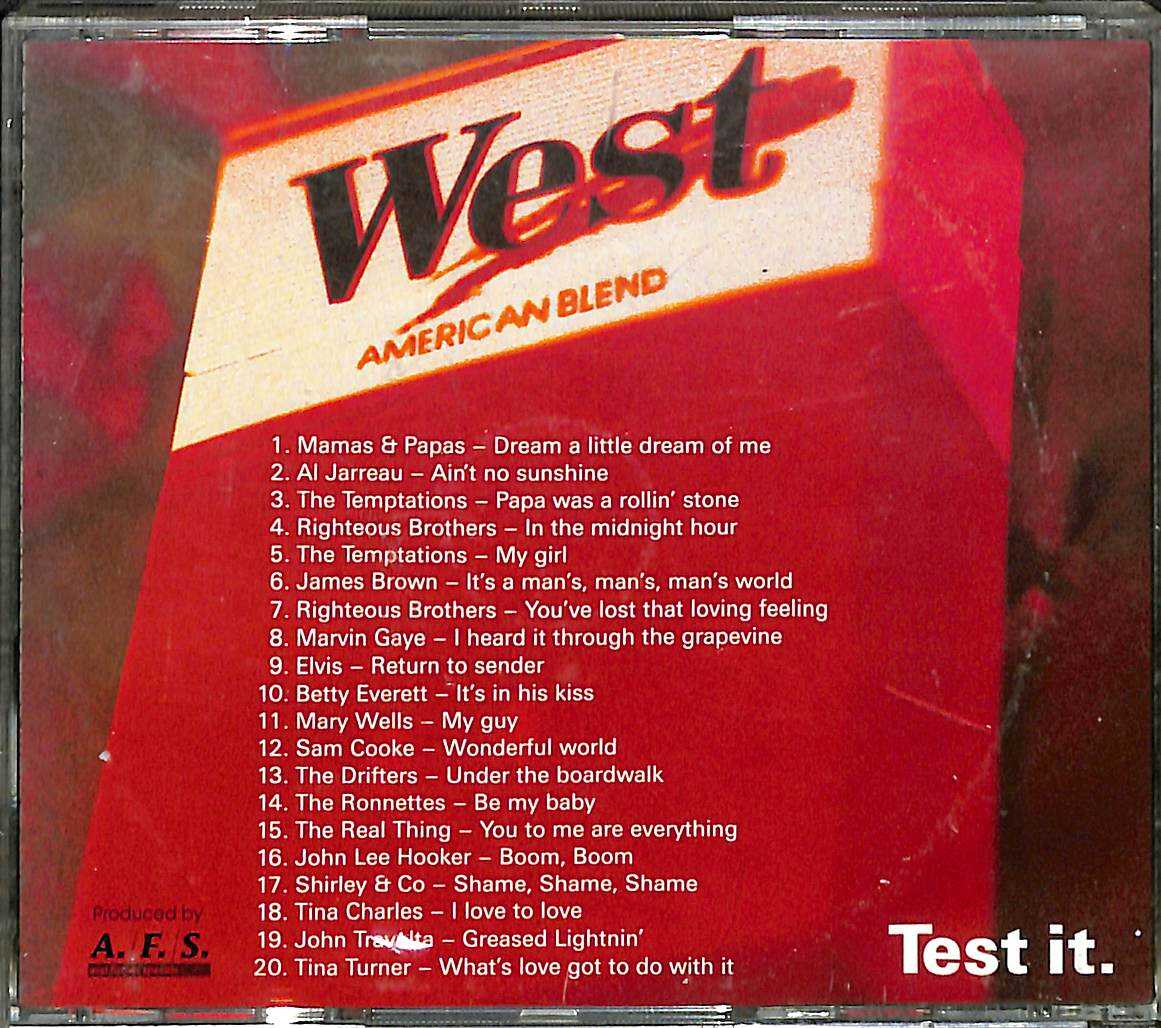 West
AMERICAN BLEND
1. Mamas & Papas – Dream a little dream of me
2. Al Jarreau – Ain't no sunshine
3. The Temptations – Papa was a rollin' stone
4. Righteous Brothers – In the midnight hour
5. The Temptations – My girl
6. James Brown – It's a man's, man's, man's world
7. Righteous Brothers – You've lost that loving feeling
8. Marvin Gaye – I heard it through the grapevine
9. Elvis – Return to sender
10. Betty Everett – It's in his kiss
11. Mary Wells – My guy
12. Sam Cooke – Wonderful world
13. The Drifters – Under the boardwalk
14. The Ronnettes – Be my baby
15. The Real Thing – You to me are everything
16. John Lee Hooker – Boom, Boom
17. Shirley & Co – Shame, Shame, Shame
18. Tina Charles – I love to love
19. John Travolta – Greased Lightnin'
20. Tina Turner – What's love got to do with it
Produced by
A. F. S.
Test it.